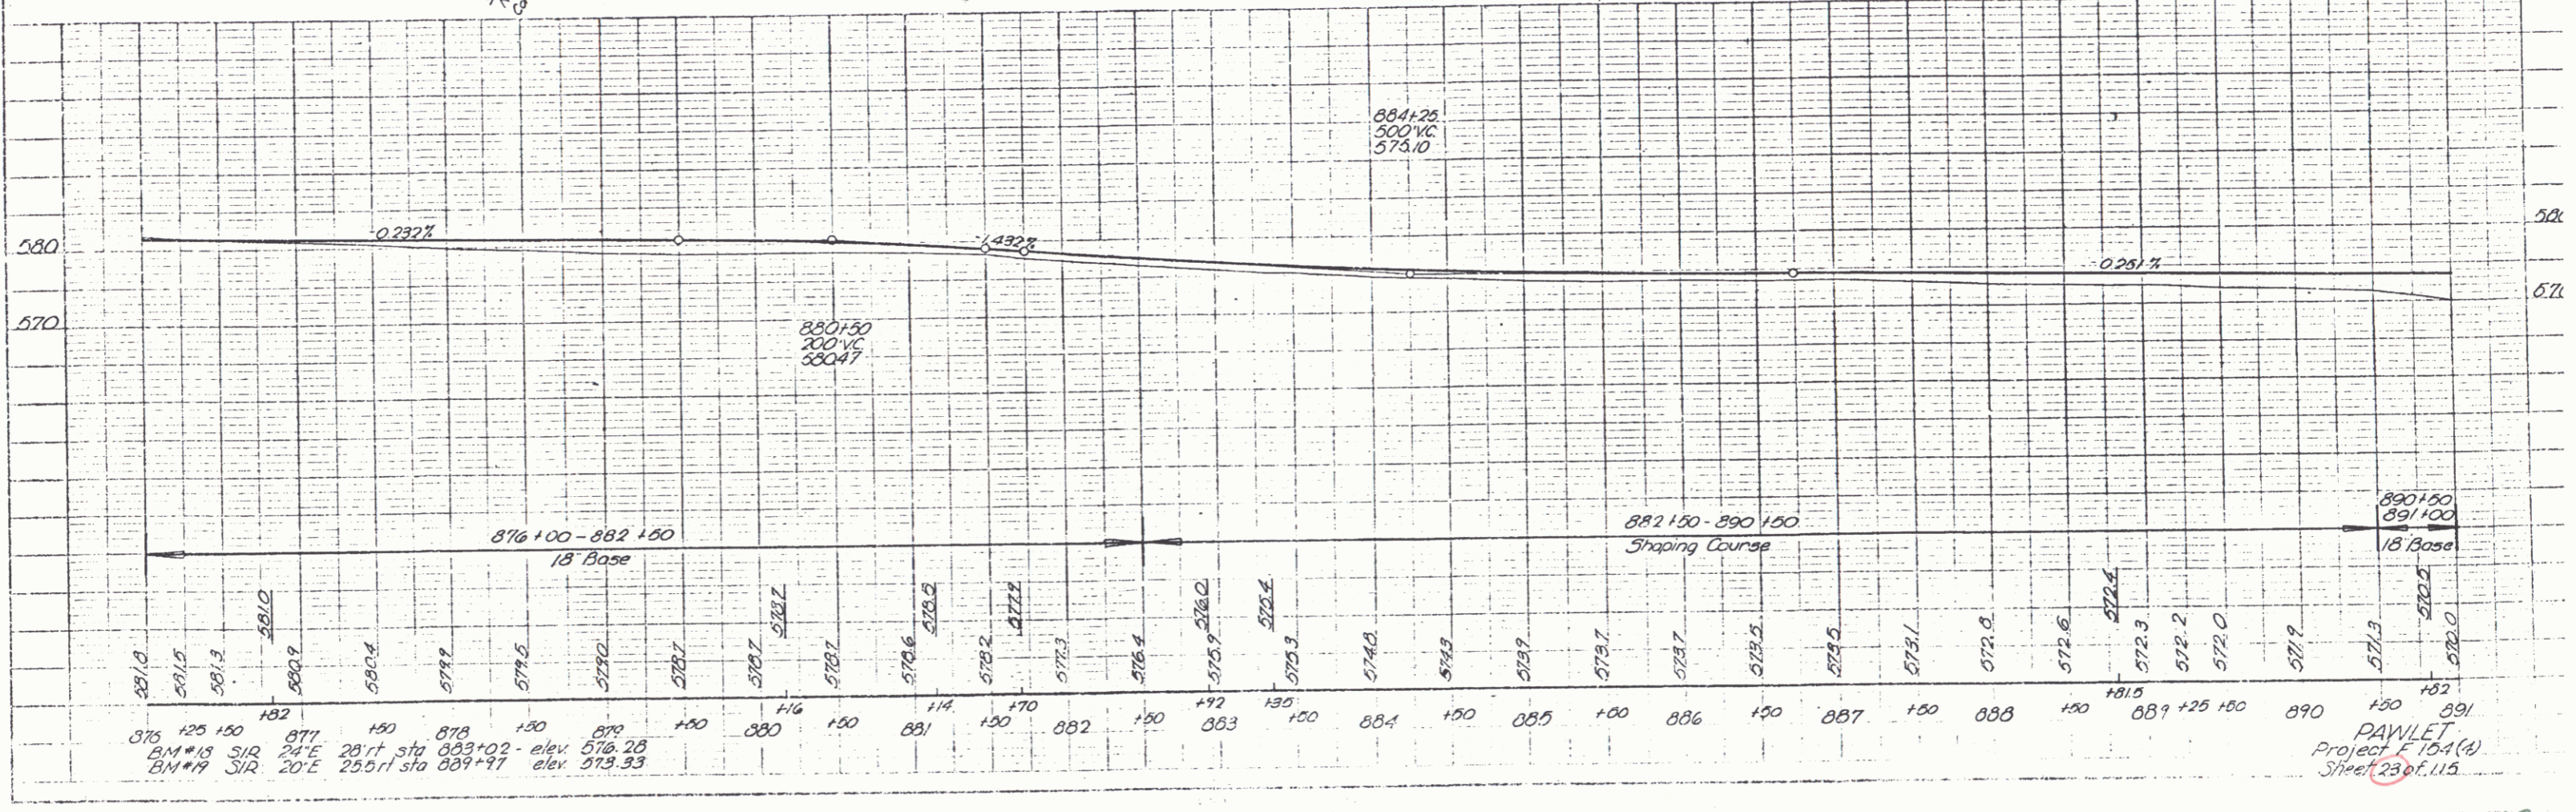 884+25
500'VC
575.10
580
0.232%
-1.432%
0.251%
570
880+50
200'VC
580.47
876+00-882+50
18" Base
882+50-890+50
Shaping Course
890+50
891+00
18" Base
581.0 578.7 578.5 577.9 576.0 575.4 572.4 570.5
581.8 581.5 581.3 580.9 580.4 579.9 579.5 579.0 578.7 578.7 578.7 578.6 578.2 577.3 576.4 575.9 575.3 574.8 574.3 573.9 573.7 573.7 573.5 573.5 573.1 572.8 572.6 572.3 572.2 572.0 571.9 571.3 570.0
+82 +16 +14 +70 +92 +35 +81.5 +82
876 +25 +50 877 +50 878 +50 879 +50 880 +50 881 +50 882 +50 883 +50 884 +50 885 +50 886 +50 887 +50 888 +50 889 +25 +50 890 +50 891
BM#18 SIR 24"E 28' rt sta 883+02 - elev. 576.28
BM#19 SIR 20"E 25.5 rt sta 889+97 elev. 573.33
PAWLET
Project F 154(4)
Sheet 23 of 115